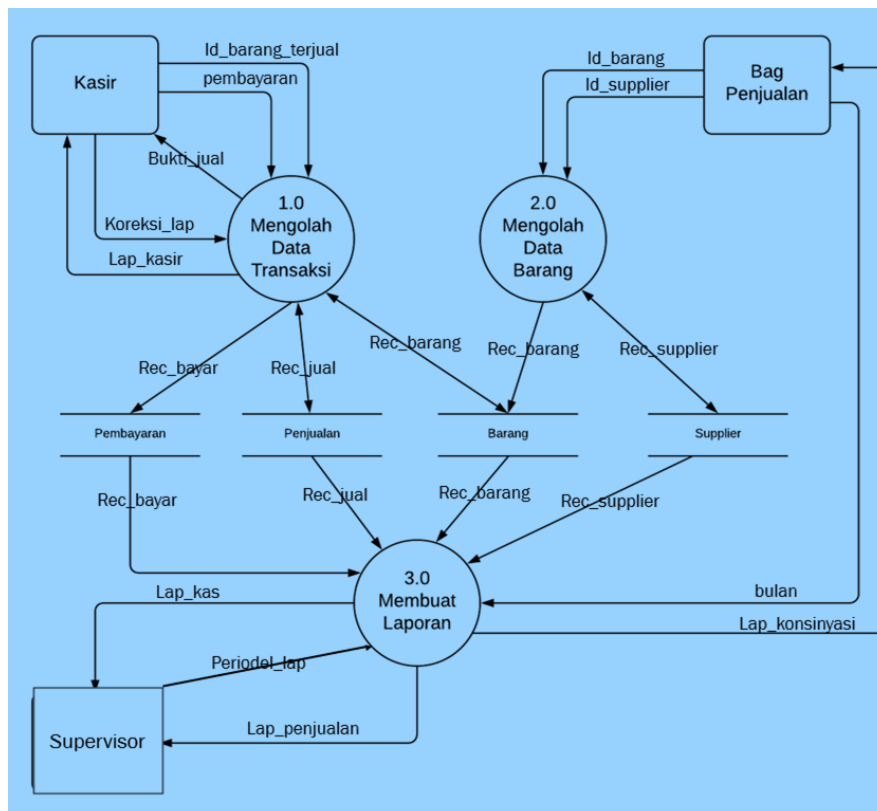 Kasir
Id_barang_terjual
pembayaran
Bukti_jual
Koreksi_lap
Lap_kasir
Id_barang
Id_supplier
Bag
Penjualan
1.0
Mengolah
Data
Transaksi
2.0
Mengolah
Data
Barang
Rec_bayar
Rec_jual
Rec_barang
Rec_barang
Rec_supplier
Pembayaran
Penjualan
Barang
Supplier
Rec_bayar
Rec_jual
Rec_barang
Rec_supplier
3.0
Membuat
Laporan
Lap_kas
bulan
Lap_konsinyasi
Periodel_lap
Lap_penjualan
Supervisor